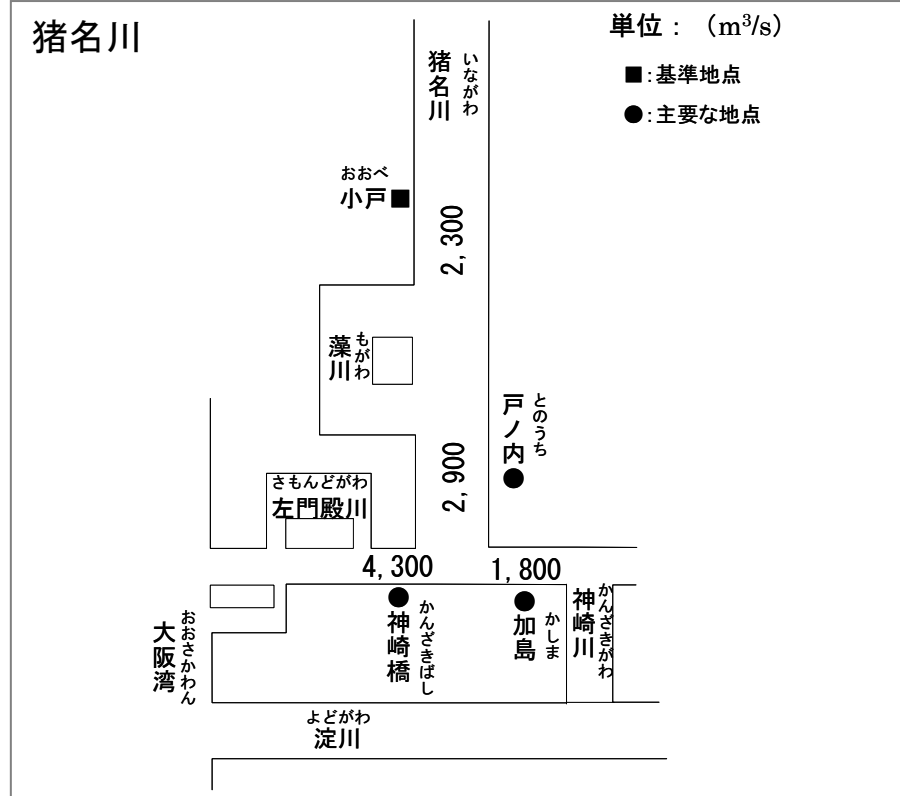 猪名川
単位：（m³/s）
■：基準地点
●：主要な地点
猪名川
いながわ
おおべ
小戸■
2,300
藻川
もがわ
戸ノ内
とのうち
2,900
さもんどがわ
左門殿川
4,300
1,800
神崎橋
かんざきばし
加島
かしま
神崎川
かんざきがわ
大阪湾
おおさかわん
よどがわ
淀川